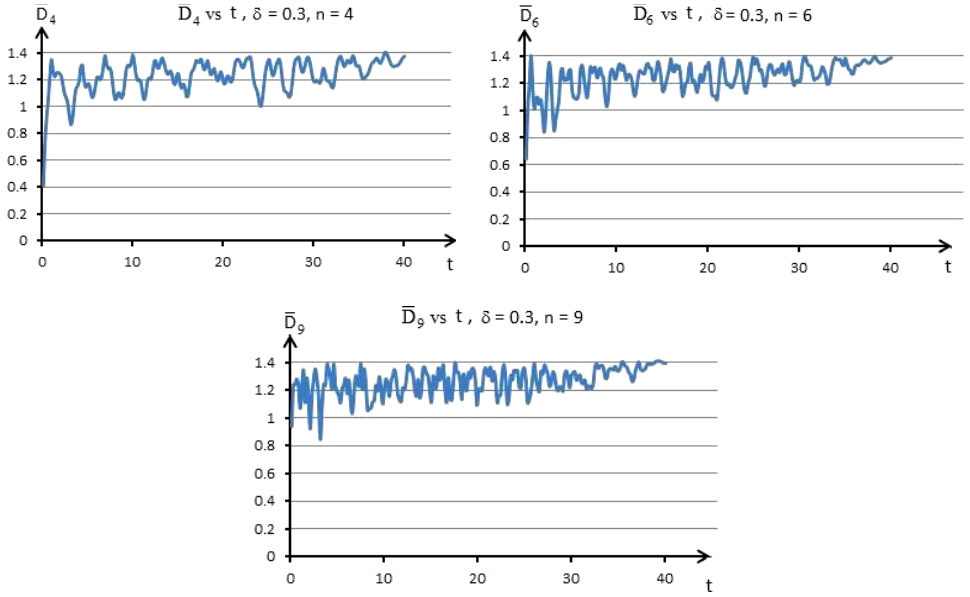 D̅₄
D̅₄ vs t , δ = 0.3, n = 4
1.4
1.2
1
0.8
0.6
0.4
0.2
0
0 10 20 30 40 t
D̅₆
D̅₆ vs t , δ = 0.3, n = 6
1.4
1.2
1
0.8
0.6
0.4
0.2
0
0 10 20 30 40 t
D̅₉
D̅₉ vs t , δ = 0.3, n = 9
1.4
1.2
1
0.8
0.6
0.4
0.2
0
0 10 20 30 40 t